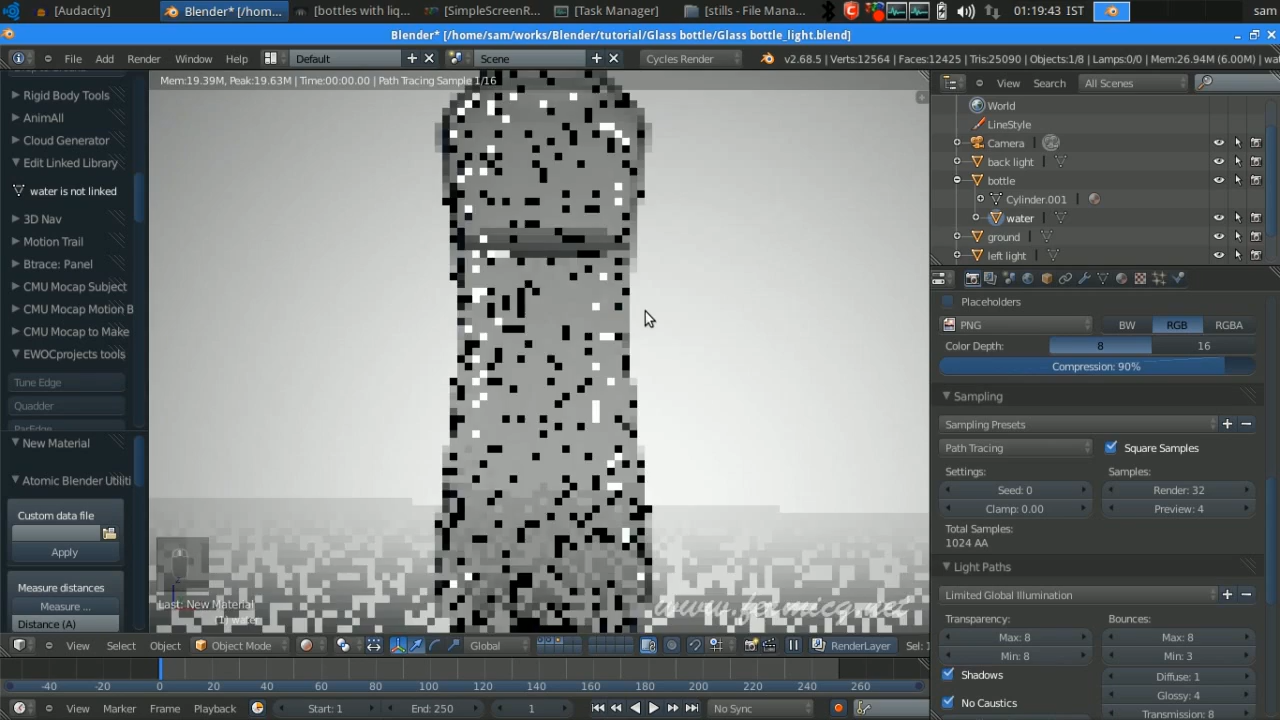 [Audacity]
Blender* [/hom...
[bottles with liq...
[SimpleScreenR...
[Task Manager]
[stills - File Mana...
01:19:43 IST
sam
Blender* [/home/sam/works/Blender/tutorial/Glass bottle/Glass bottle_light.blend]
File Add Render Window Help
Default
Scene
Cycles Render
v2.68.5 | Verts:12564 | Faces:12425 | Tris:25090 | Objects:1/8 | Lamps:0/0 | Mem:26.94M (6.00M) | wa
Mem:19.39M, Peak:19.63M | Time:00:00.00 | Path Tracing Sample 1/16
Rigid Body Tools
AnimAll
Cloud Generator
Edit Linked Library
water is not linked
3D Nav
Motion Trail
Btrace: Panel
CMU Mocap Subject
CMU Mocap Motion B
CMU Mocap to Make
EWOCprojects tools
Tune Edge
Quadder
ParEdge
New Material
Atomic Blender Utiliti
Custom data file
Apply
Measure distances
Measure ...
Distance (A)
Last: New Material
(1) water
www.feimicg.net
View Search All Scenes
World
LineStyle
Camera
back light
bottle
Cylinder.001
water
ground
left light
Placeholders
PNG BW RGB RGBA
Color Depth: 8 16
Compression: 90%
Sampling
Sampling Presets
Path Tracing Square Samples
Settings: Samples:
Seed: 0 Render: 32
Clamp: 0.00 Preview: 4
Total Samples:
1024 AA
Light Paths
Limited Global Illumination
Transparency: Bounces:
Max: 8 Max: 8
Min: 8 Min: 3
Shadows Diffuse: 1
Glossy: 4
No Caustics Transmission: 8
View Select Object Object Mode Global RenderLayer Sel: 1
-40 -20 0 20 40 60 80 100 120 140 160 180 200 220 240 260
View Marker Frame Playback Start: 1 End: 250 1 No Sync